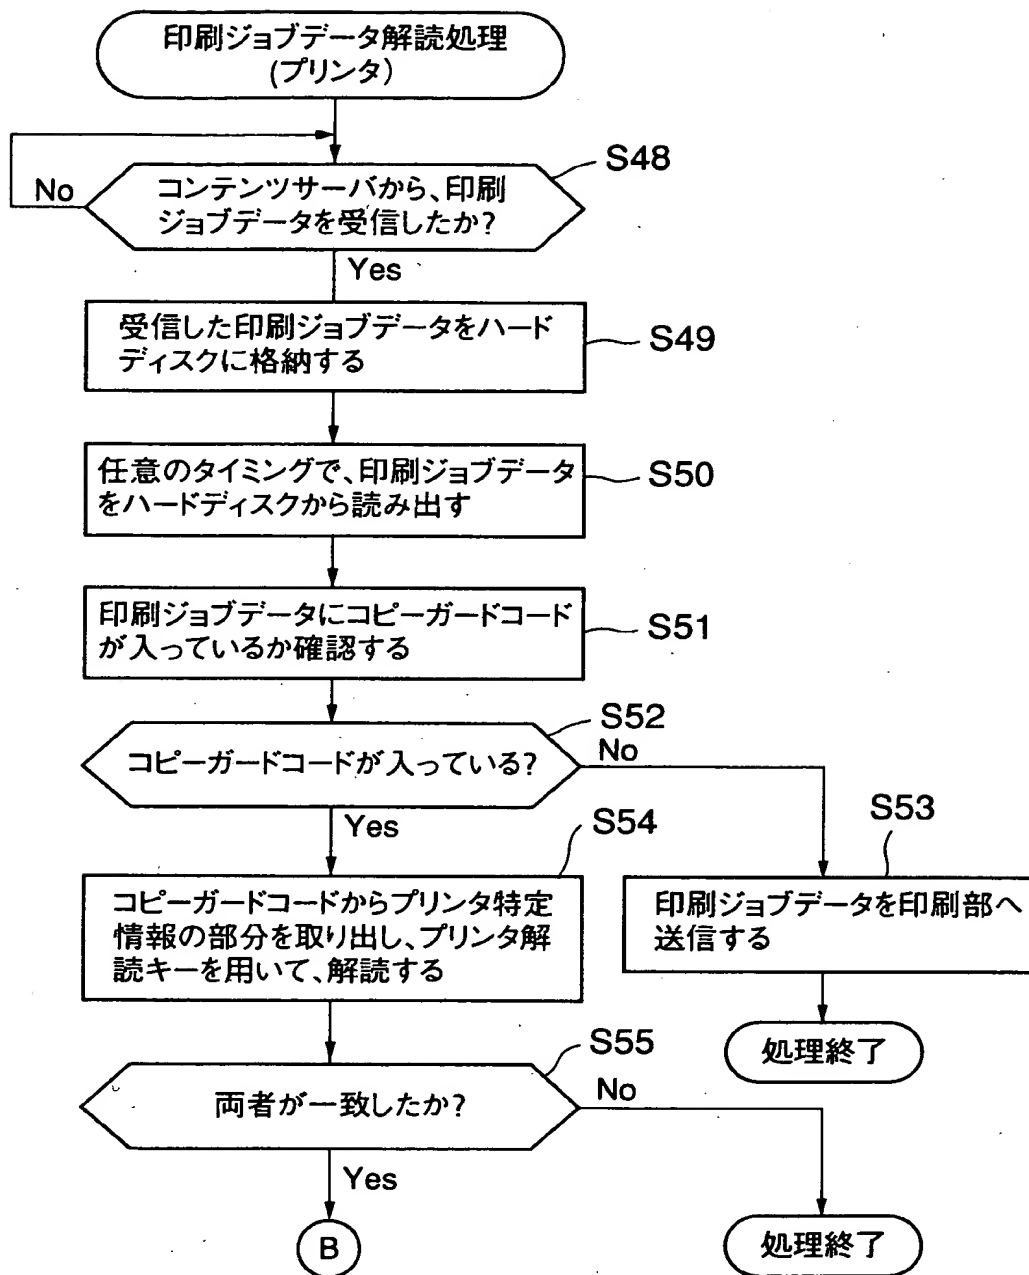 印刷ジョブデータ解読処理
(プリンタ)
S48
No
コンテンツサーバから、印刷
ジョブデータを受信したか?
Yes
受信した印刷ジョブデータをハード
ディスクに格納する
S49
任意のタイミングで、印刷ジョブデータ
をハードディスクから読み出す
S50
印刷ジョブデータにコピーガードコード
が入っているか確認する
S51
S52
コピーガードコードが入っている?
No
Yes
S54
S53
コピーガードコードからプリンタ特定
情報の部分を取り出し、プリンタ解
読キーを用いて、解読する
印刷ジョブデータを印刷部へ
送信する
処理終了
S55
両者が一致したか?
No
Yes
B
処理終了